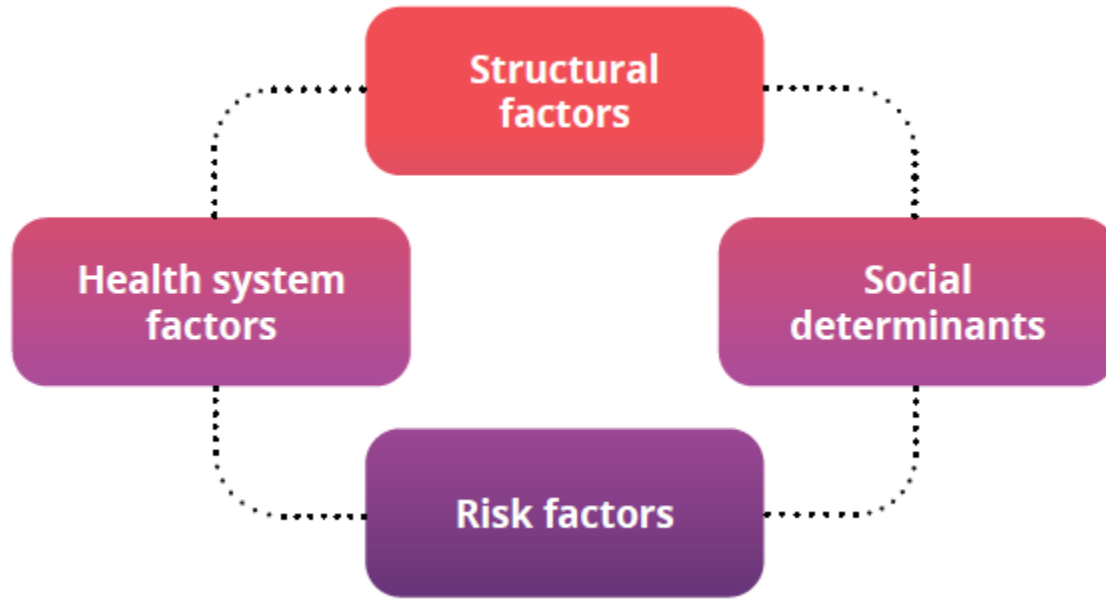 Structural
factors
Health system
factors
Social
determinants
Risk factors